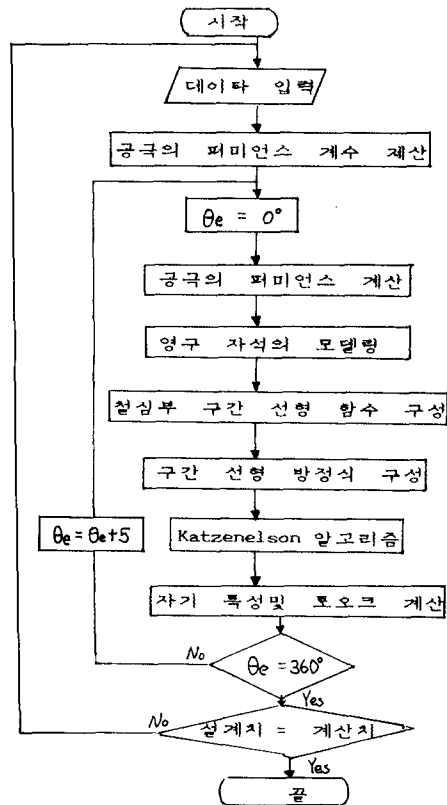 시작
데이타 입력
공극의 퍼미언스 계수 계산
θe = 0°
공극의 퍼미언스 계산
영구 자석의 모델링
철심부 구간 선형 함수 구성
구간 선형 방정식 구성
θe = θe+5
Katzenelson 알고리즘
자기 특성및 토오크 계산
No
θe = 360°
Yes
No
설계치 = 계산치
Yes
끝